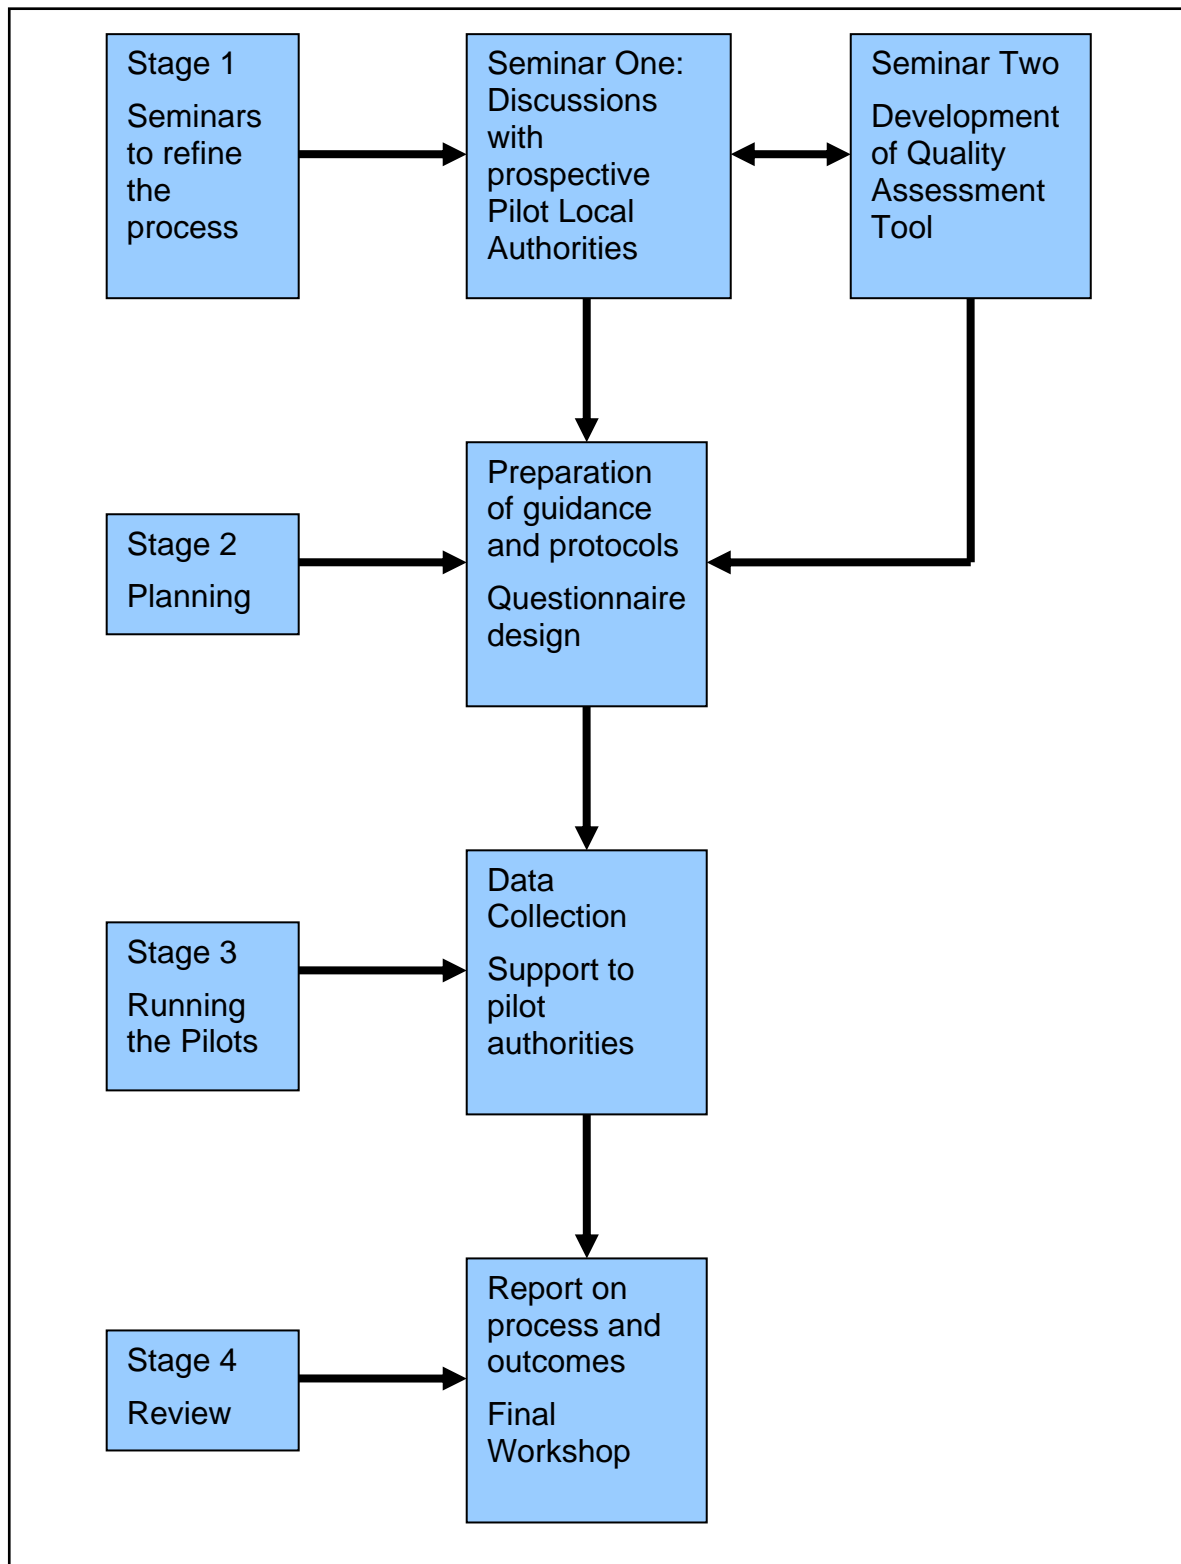 Stage 1
Seminars
to refine
the
process
Seminar One:
Discussions
with
prospective
Pilot Local
Authorities
Seminar Two
Development
of Quality
Assessment
Tool
Stage 2
Planning
Preparation
of guidance
and protocols
Questionnaire
design
Stage 3
Running
the Pilots
Data
Collection
Support to
pilot
authorities
Stage 4
Review
Report on
process and
outcomes
Final
Workshop